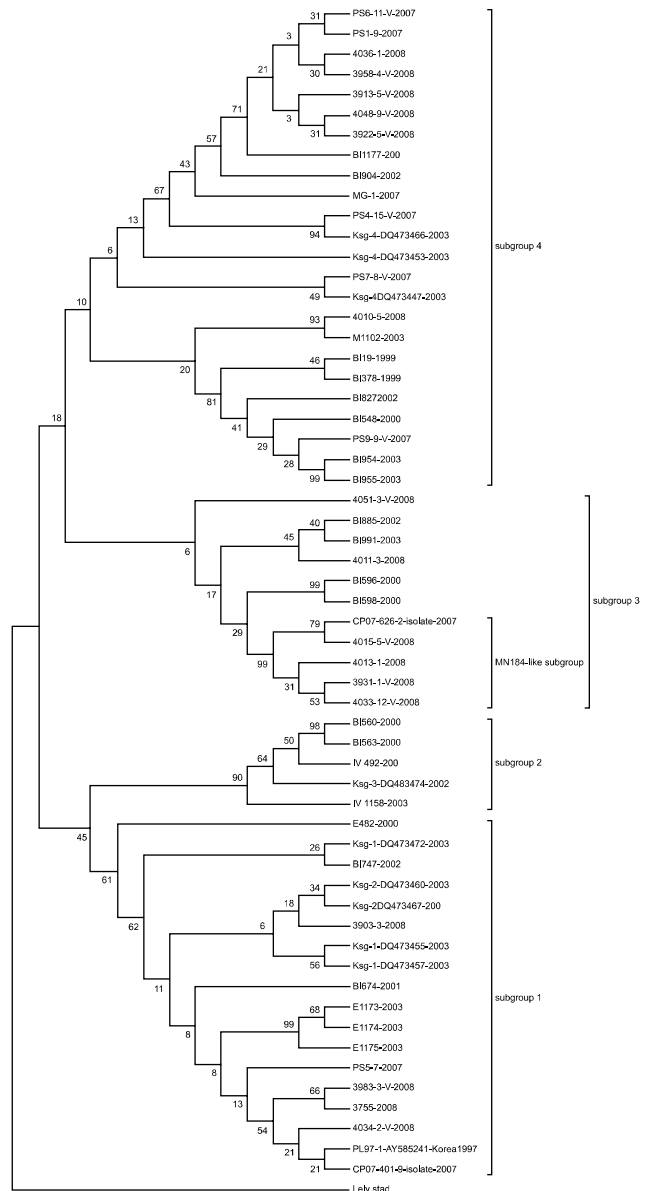 31
PS6-11-V-2007
3
PS1-9-2007
4036-1-2008
21
30
3958-4-V-2008
3913-5-V-2008
71
3
4048-9-V-2008
31
3922-5-V-2008
57
BI1177-200
43
BI904-2002
67
MG-1-2007
13
PS4-15-V-2007
94
Ksg-4-DQ473466-2003
subgroup 4
6
Ksg-4-DQ473453-2003
PS7-8-V-2007
10
49
Ksg-4DQ473447-2003
93
4010-5-2008
M1102-2003
20
46
BI19-1999
BI378-1999
81
BI8272002
18
41
BI548-2000
29
PS9-9-V-2007
28
BI954-2003
99
BI955-2003
4051-3-V-2008
40
BI885-2002
45
BI991-2003
6
4011-3-2008
17
99
BI596-2000
BI598-2000
subgroup 3
29
79
CP07-626-2-isolate-2007
4015-5-V-2008
99
4013-1-2008
MN184-like subgroup
31
3931-1-V-2008
53
4033-12-V-2008
98
BI560-2000
50
BI563-2000
64
IV 492-200
subgroup 2
90
Ksg-3-DQ483474-2002
IV 1158-2003
45
E482-2000
26
Ksg-1-DQ473472-2003
61
BI747-2002
34
Ksg-2-DQ473460-2003
62
18
Ksg-2DQ473467-200
6
3903-3-2008
Ksg-1-DQ473455-2003
56
Ksg-1-DQ473457-2003
11
BI674-2001
subgroup 1
68
E1173-2003
99
E1174-2003
8
E1175-2003
8
PS5-7-2007
66
3983-3-V-2008
13
3755-2008
54
4034-2-V-2008
21
PL97-1-AY585241-Korea1997
21
CP07-401-9-isolate-2007
Lely stad